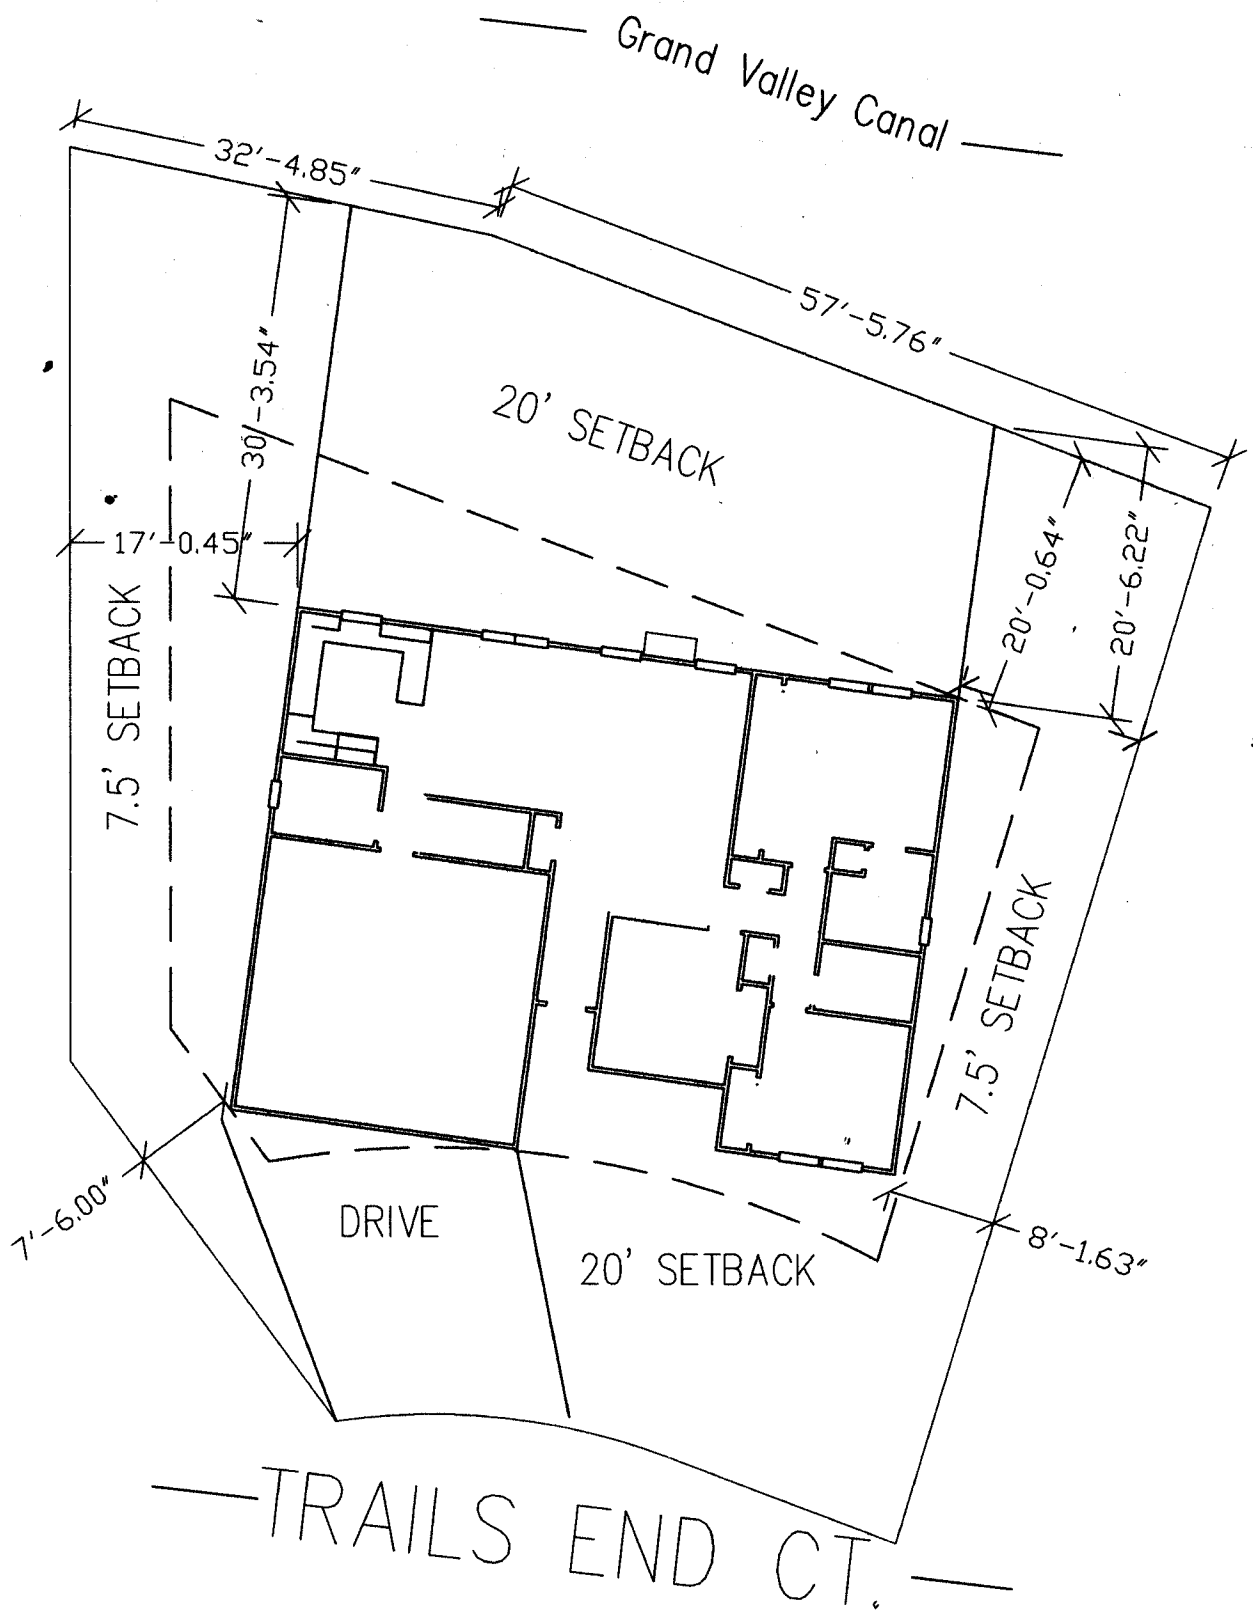 Grand Valley Canal
32'-4.85"
57'-5.76"
30'-3.54"
20' SETBACK
17'-0.45"
20'-0.64"
20'-6.22"
7.5' SETBACK
7.5' SETBACK
7'-6.00"
DRIVE
20' SETBACK
8'-1.63"
TRAILS END CT.